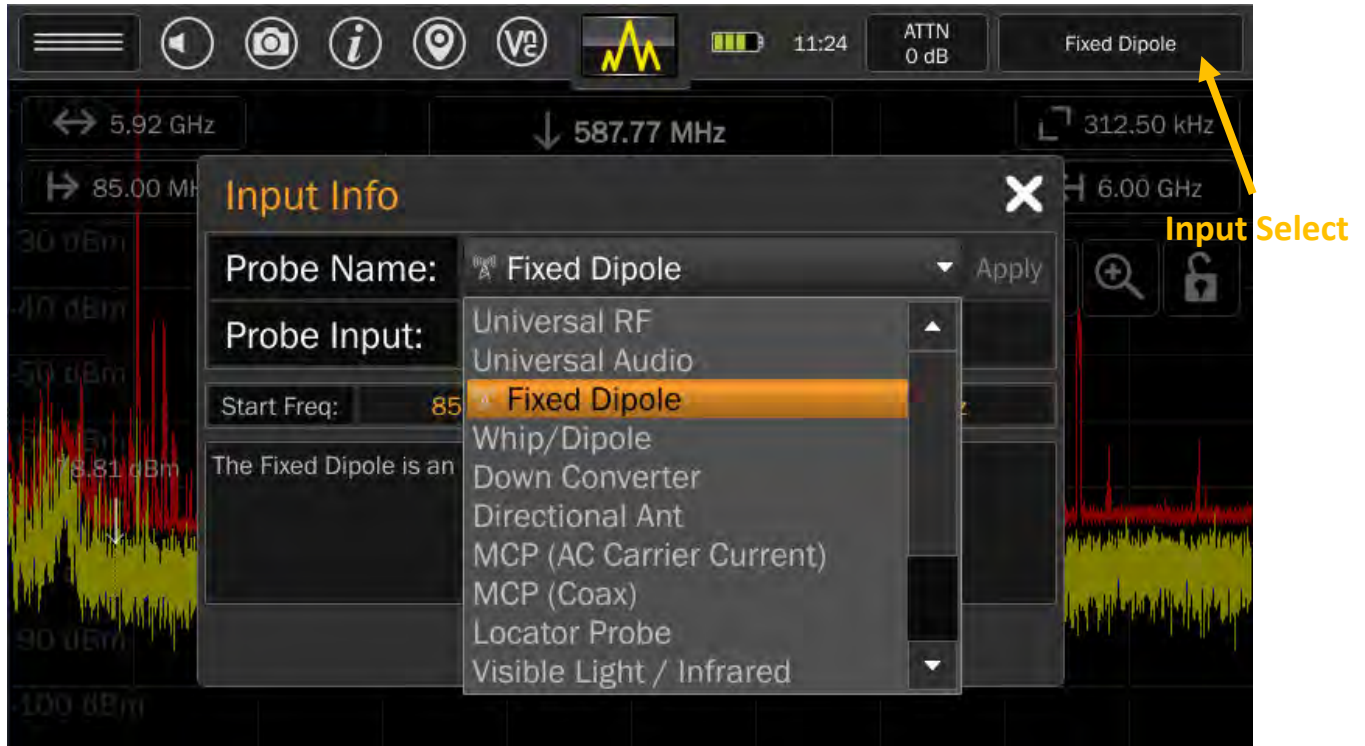 11:24
ATTN
0 dB
Fixed Dipole
5.92 GHz
587.77 MHz
312.50 kHz
85.00 MH
Input Info
6.00 GHz
Input Select
-30 dBm
Probe Name:
Fixed Dipole
Apply
-40 dBm
Probe Input:
Universal RF
Universal Audio
-50 dBm
Start Freq:
85
Fixed Dipole
z
Whip/Dipole
78.81 dBm
The Fixed Dipole is an
Down Converter
Directional Ant
MCP (AC Carrier Current)
MCP (Coax)
Locator Probe
-90 dBm
Visible Light / Infrared
-100 dBm